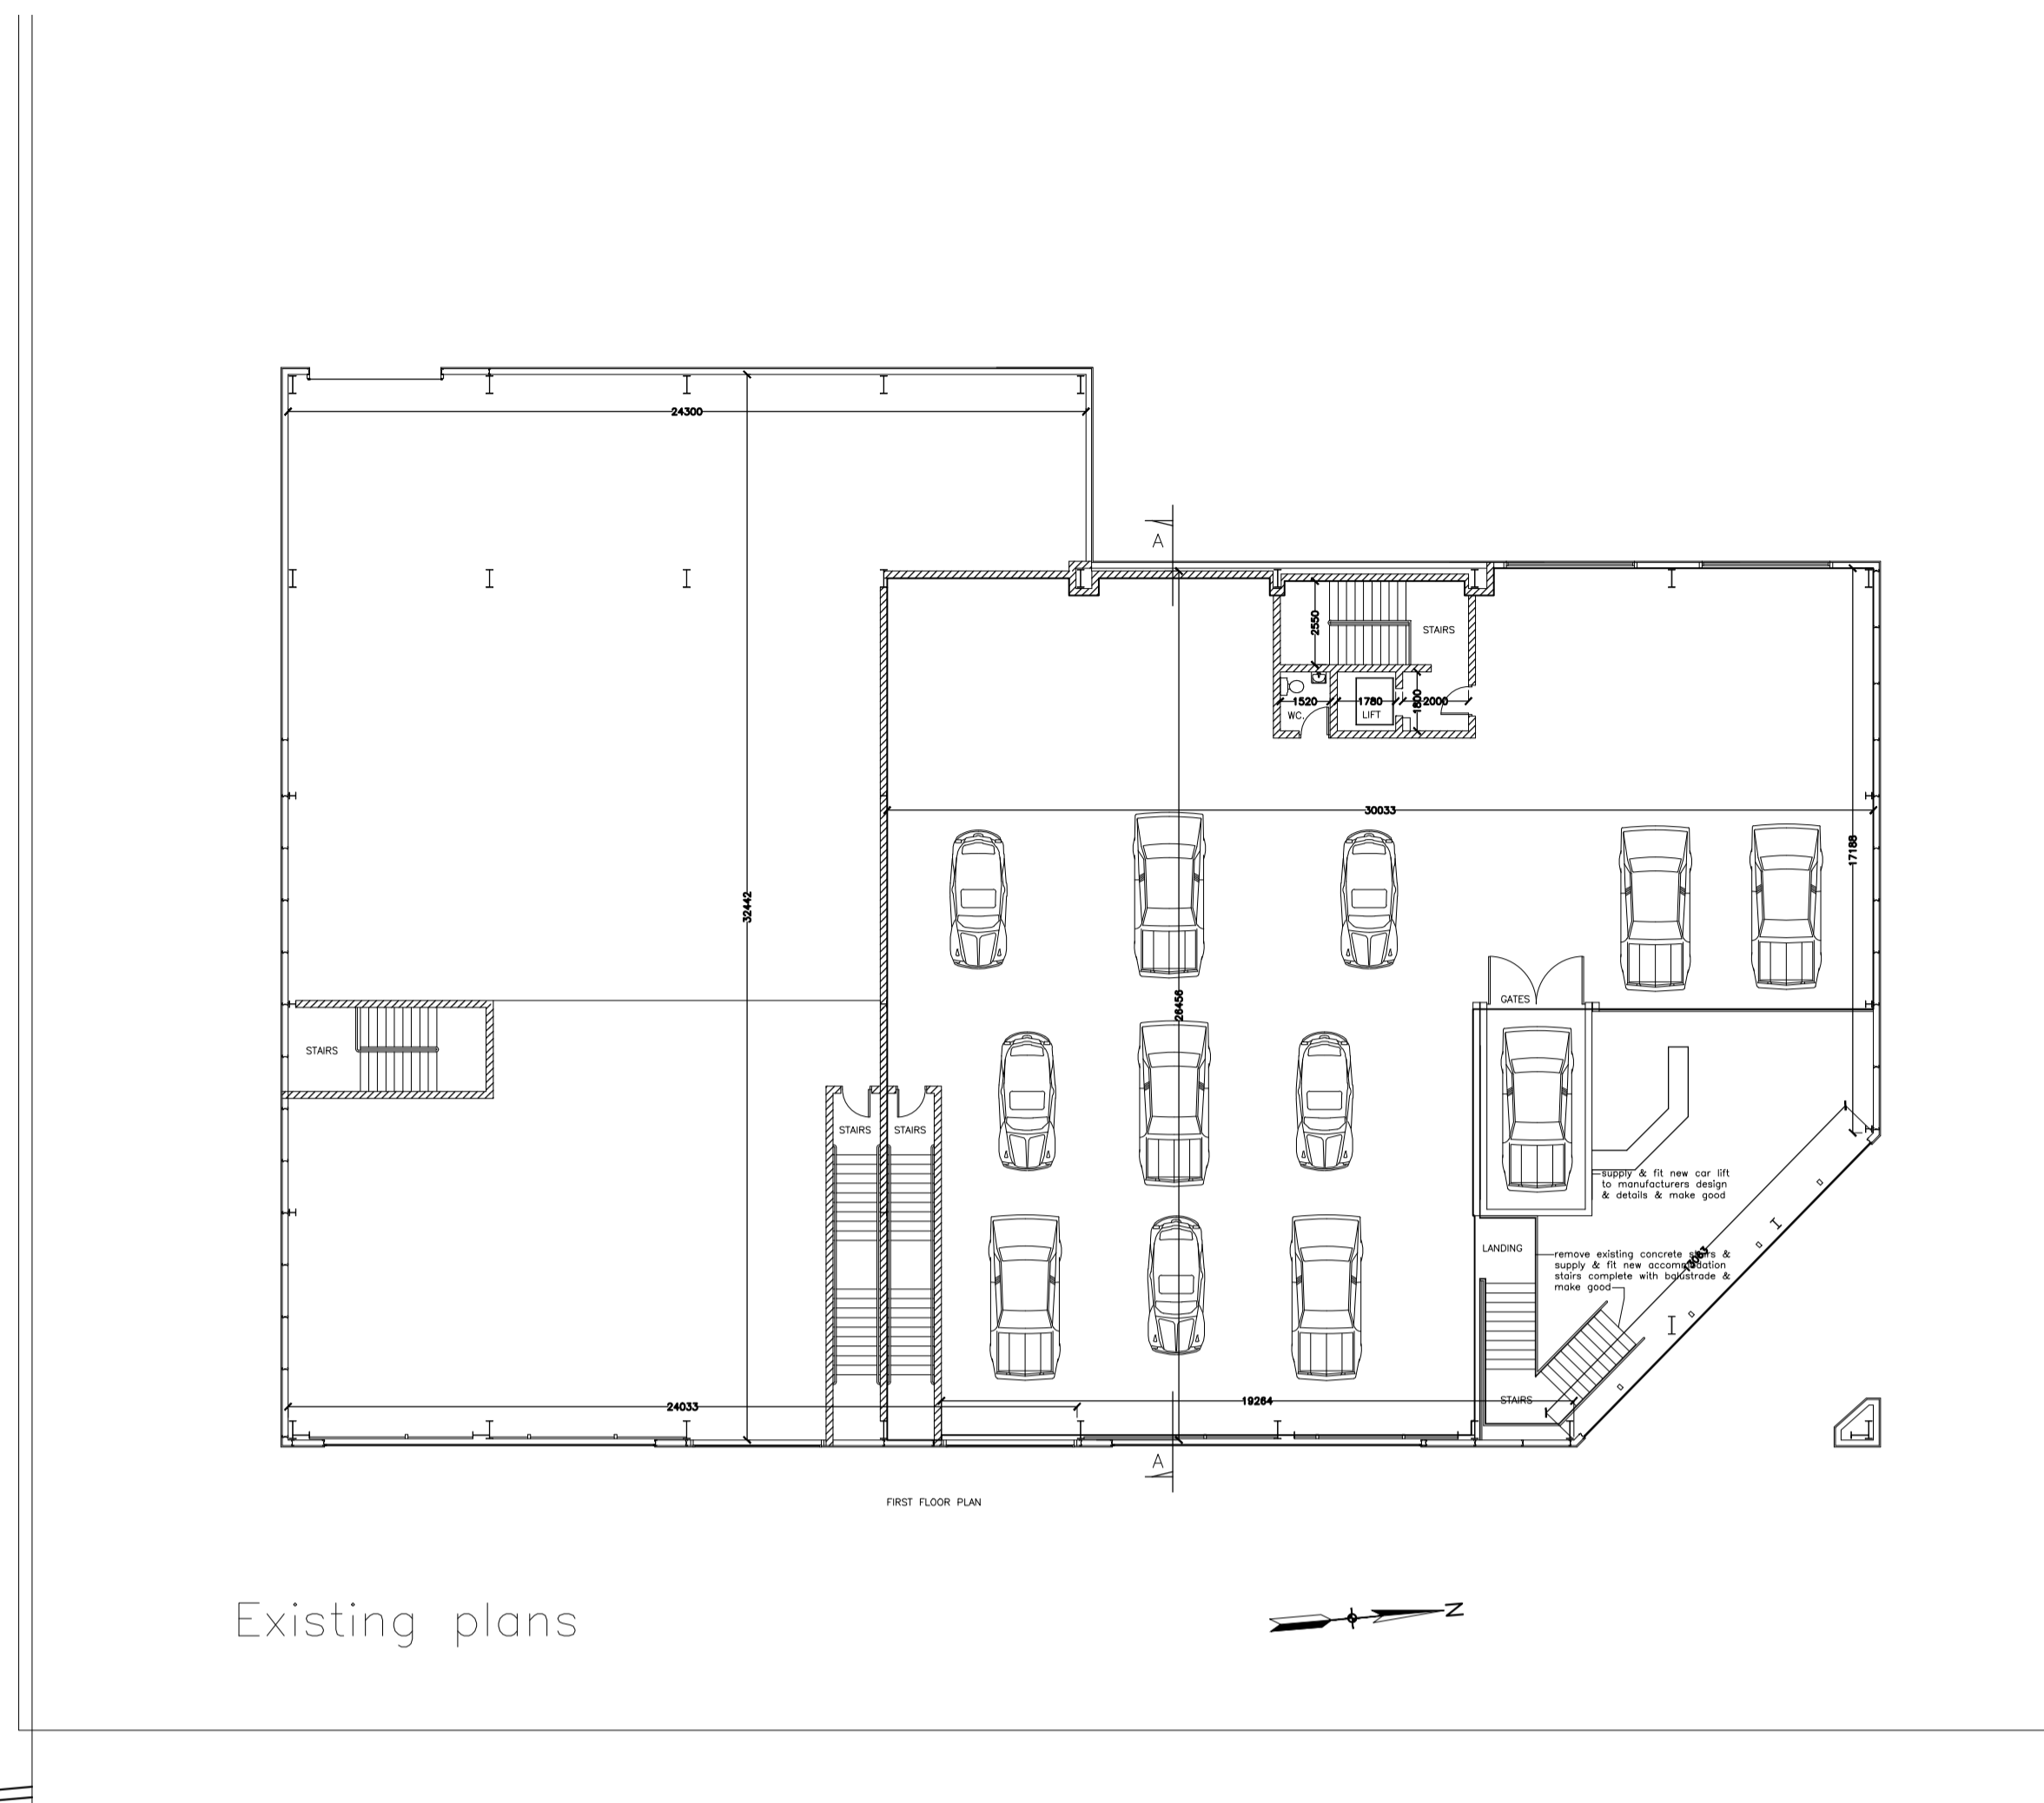 24300
A
2550
STAIRS
1520
1780
1800
2000
WC.
LIFT
30033
17188
32442
26456
GATES
STAIRS
STAIRS
STAIRS
supply & fit new car lift
to manufacturers design
& details & make good
LANDING
remove existing concrete stairs &
supply & fit new accommodation
stairs complete with balustrade &
make good
STAIRS
24033
19264
A
FIRST FLOOR PLAN
Existing plans
N